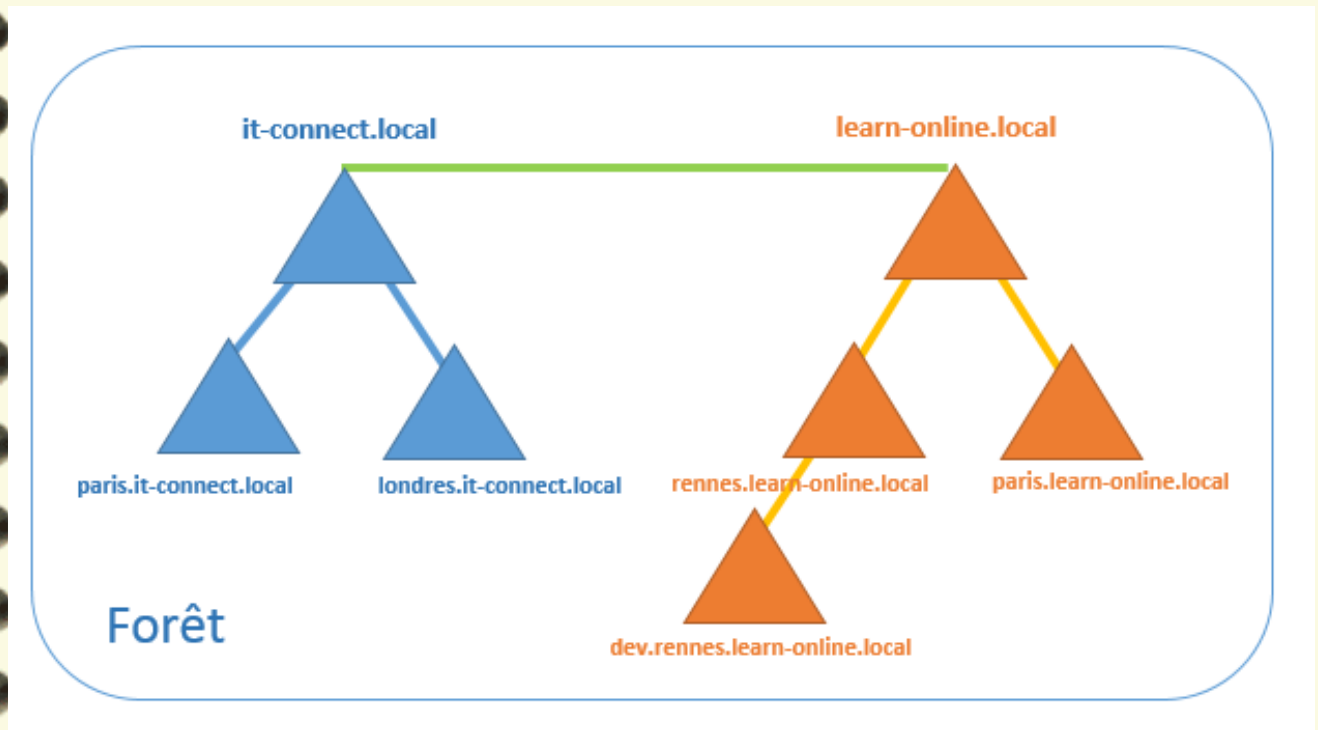 it-connect.local
learn-online.local
paris.it-connect.local
londres.it-connect.local
rennes.learn-online.local
paris.learn-online.local
Forêt
dev.rennes.learn-online.local